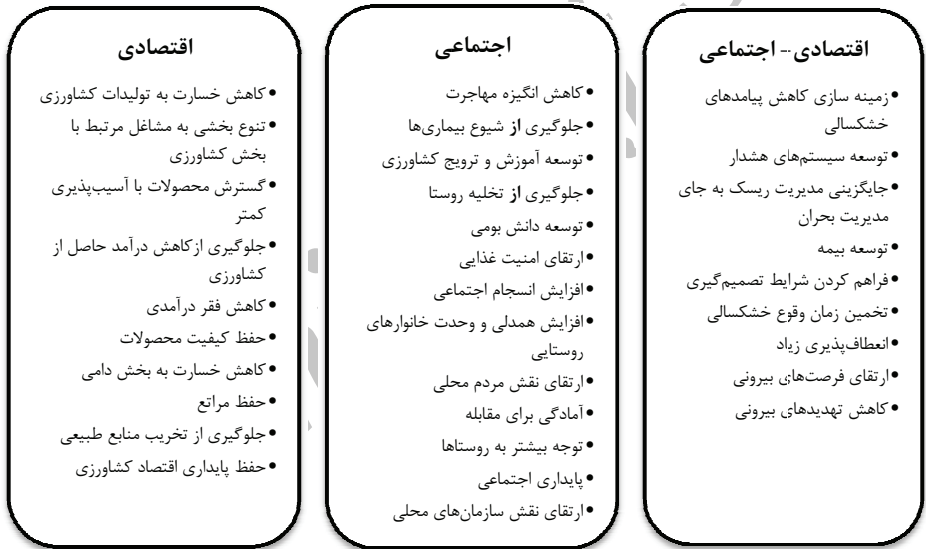 اقتصادی- اجتماعی
•زمینه سازی کاهش پیامدهای
خشکسالی
•توسعه سیستم‌های هشدار
•جایگزینی مدیریت ریسک به جای
مدیریت بحران
•توسعه بیمه
•فراهم کردن شرایط تصمیم‌گیری
•تخمین زمان وقوع خشکسالی
•انعطاف‌پذیری زیاد
•ارتقای فرصت‌های بیرونی
•کاهش تهدیدهای بیرونی
اجتماعی
•کاهش انگیزه مهاجرت
•جلوگیری از شیوع بیماری‌ها
•توسعه آموزش و ترویج کشاورزی
•جلوگیری از تخلیه روستا
•توسعه دانش بومی
•ارتقای امنیت غذایی
•افزایش انسجام اجتماعی
•افزایش همدلی و وحدت خانوارهای
روستایی
•ارتقای نقش مردم محلی
•آمادگی برای مقابله
•توجه بیشتر به روستاها
•پایداری اجتماعی
•ارتقای نقش سازمان‌های محلی
اقتصادی
•کاهش خسارت به تولیدات کشاورزی
•تنوع بخشی به مشاغل مرتبط با
بخش کشاورزی
•گسترش محصولات با آسیب‌پذیری
کمتر
•جلوگیری ازکاهش درآمد حاصل از
کشاورزی
•کاهش فقر درآمدی
•حفظ کیفیت محصولات
•کاهش خسارت به بخش دامی
•حفظ مراتع
•جلوگیری از تخریب منابع طبیعی
•حفظ پایداری اقتصاد کشاورزی